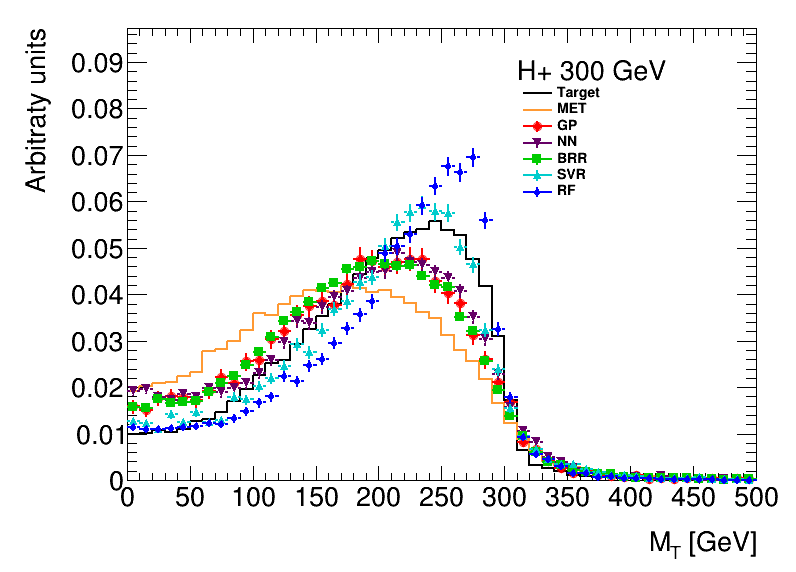 Arbitraty units
0.09
0.08
0.07
0.06
0.05
0.04
0.03
0.02
0.01
0
H+ 300 GeV
Target
MET
GP
NN
BRR
SVR
RF
0 50 100 150 200 250 300 350 400 450 500
M_T [GeV]